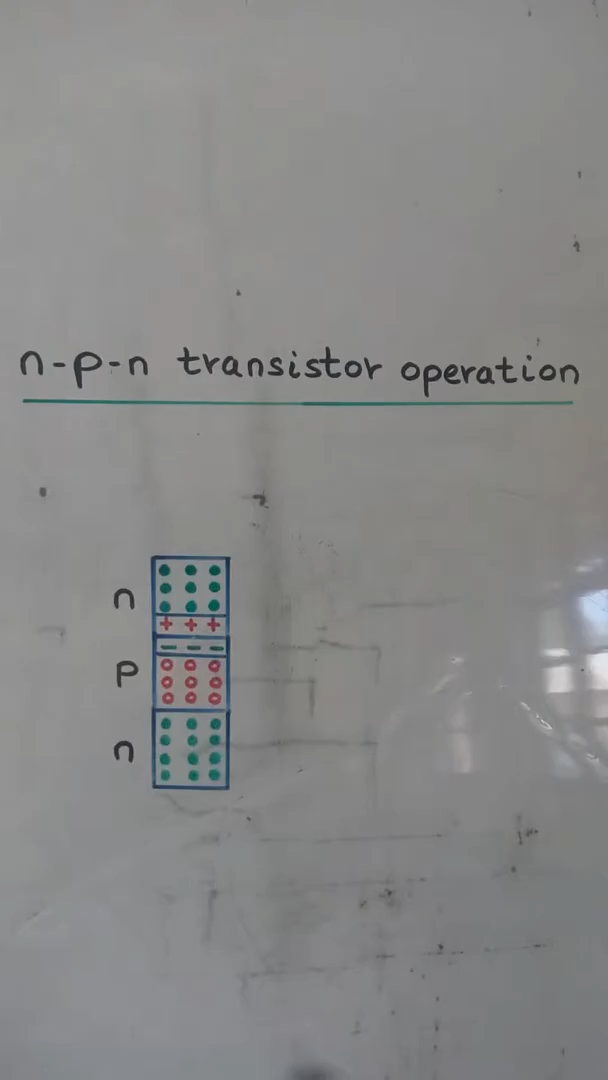 n-p-n transistor operation
n
+ + +
- - -
p
n